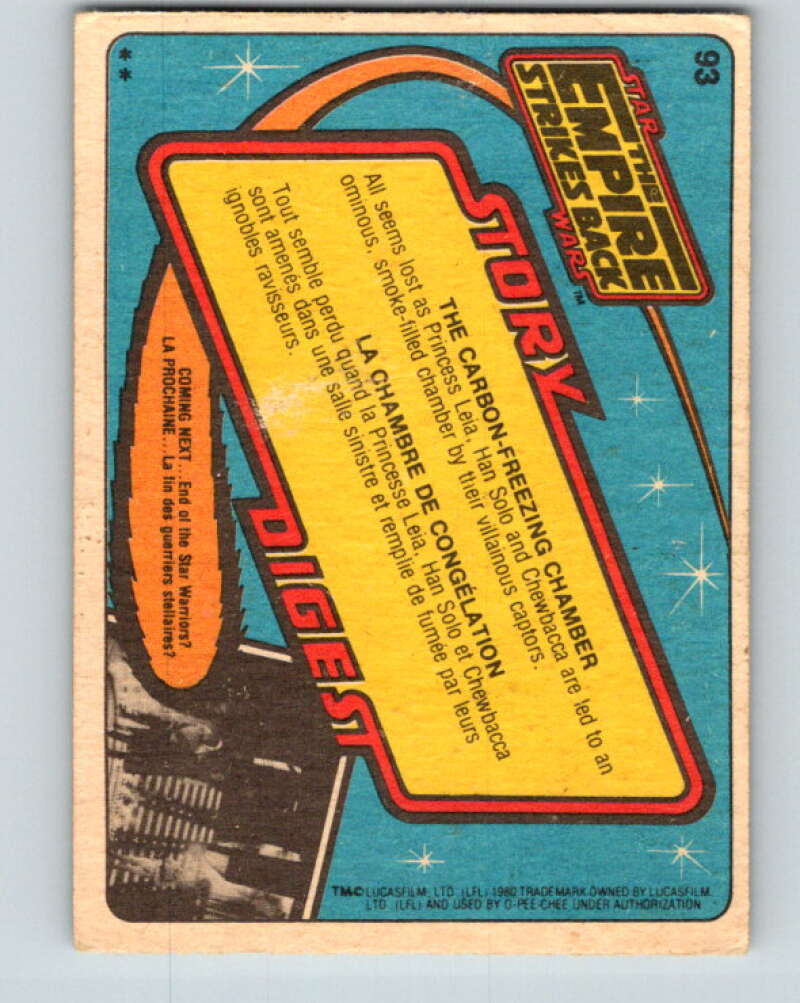 93
STAR
THE
EMPIRE
STRIKES BACK
WARS™
STORY
THE CARBON-FREEZING CHAMBER
All seems lost as Princess Leia, Han Solo and Chewbacca are led to an
ominous, smoke-filled chamber by their villainous captors.
LA CHAMBRE DE CONGÉLATION
Tout semble perdu quand la Princesse Leia, Han Solo et Chewbacca
sont amenés dans une salle sinistre et remplie de fumée par leurs
ignobles ravisseurs.
DIGEST
COMING NEXT...End of the Star Warriors?
LA PROCHAINE...La fin des guerriers stellaires?
TM:© LUCASFILM, LTD. (LFL) 1980 TRADEMARK OWNED BY LUCASFILM,
LTD. (LFL) AND USED BY O-PEE-CHEE UNDER AUTHORIZATION
**